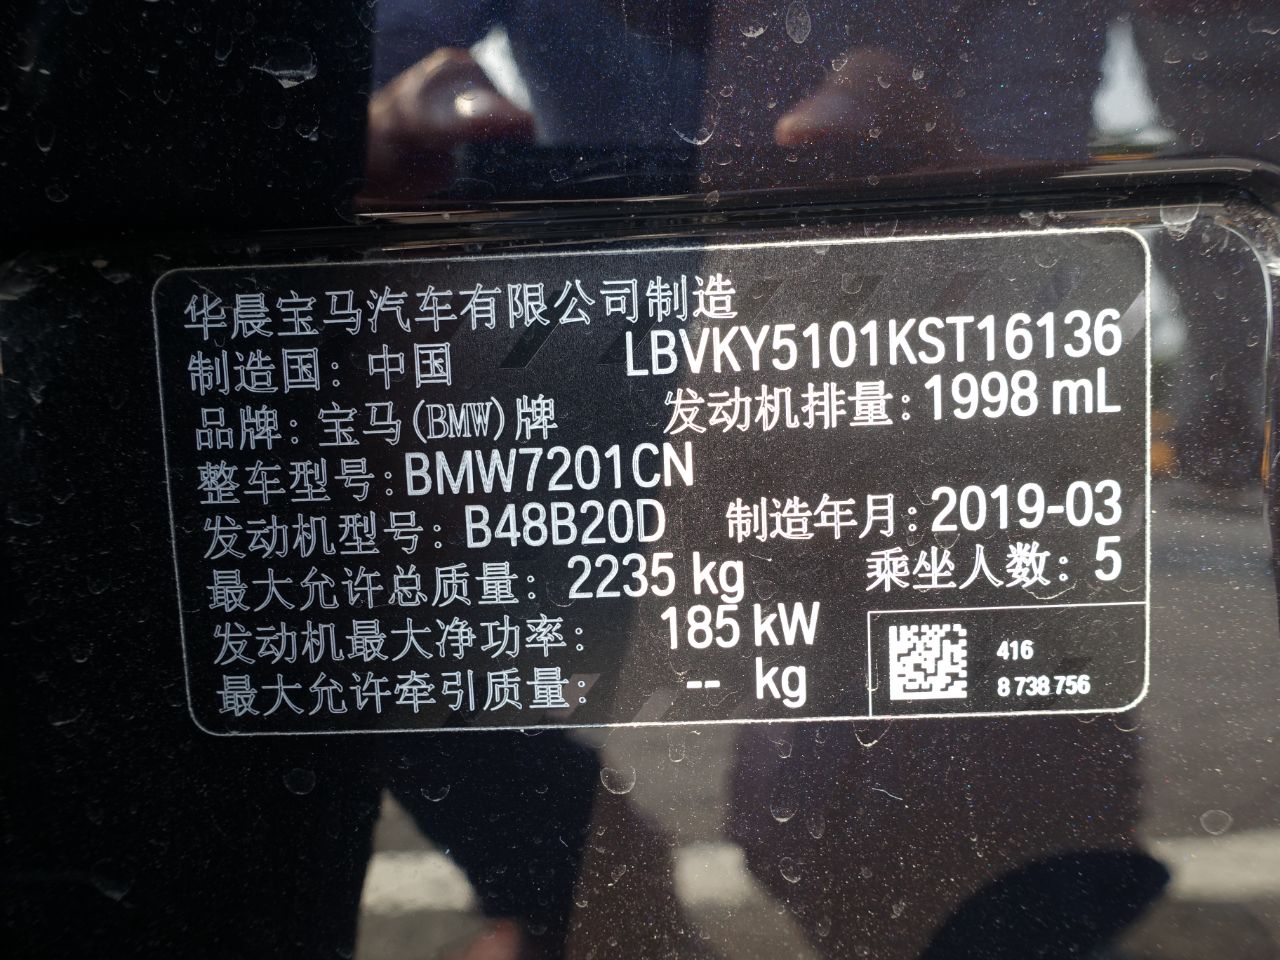 华晨宝马汽车有限公司制造
制造国：中国 LBVKY5101KST16136
品牌：宝马(BMW)牌 发动机排量：1998 mL
整车型号：BMW7201CN
发动机型号：B48B20D 制造年月：2019-03
最大允许总质量：2235 kg 乘坐人数：5
发动机最大净功率：185 kW
最大允许牵引质量：-- kg
416
8 738 756